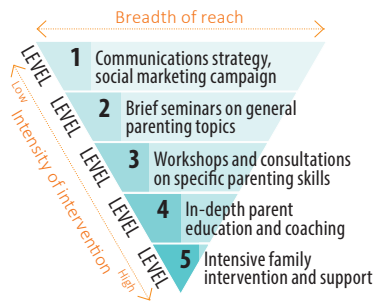 Breadth of reach
LEVEL 1 Communications strategy,
social marketing campaign
LEVEL 2 Brief seminars on general
parenting topics
LEVEL 3 Workshops and consultations
on specific parenting skills
LEVEL 4 In-depth parent
education and coaching
LEVEL 5 Intensive family
intervention and support
Low
Intensity of intervention
High